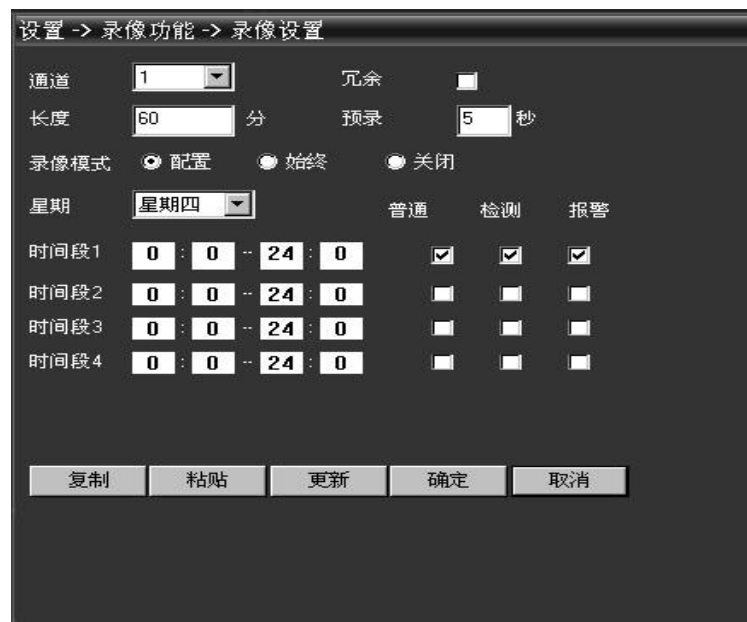 设置 -> 录像功能 -> 录像设置
通道 1 冗余
长度 60 分 预录 5 秒
录像模式 配置 始终 关闭
星期 星期四 普通 检测 报警
时间段1 0 : 0 -- 24 : 0
时间段2 0 : 0 -- 24 : 0
时间段3 0 : 0 -- 24 : 0
时间段4 0 : 0 -- 24 : 0
复制 粘贴 更新 确定 取消